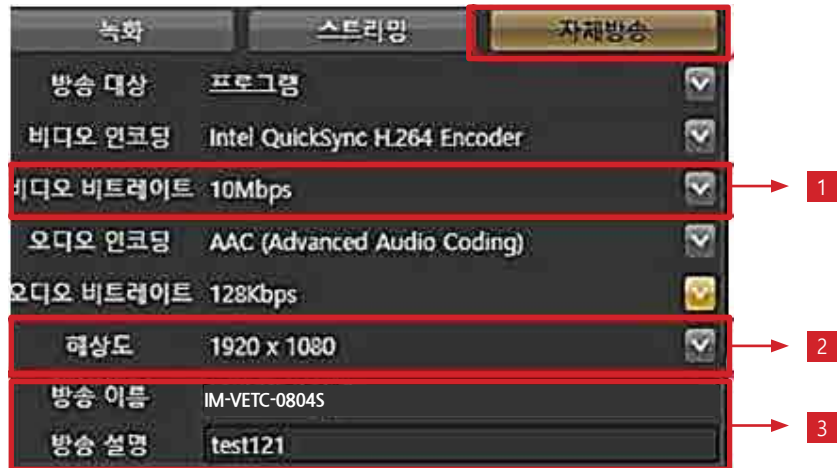 녹화 스트리밍 자체방송
방송 대상 프로그램
비디오 인코딩 Intel QuickSync H.264 Encoder
비디오 비트레이트 10Mbps
1
오디오 인코딩 AAC (Advanced Audio Coding)
오디오 비트레이트 128Kbps
해상도 1920 x 1080
2
방송 이름 IM-VETC-0804S
방송 설명 test121
3